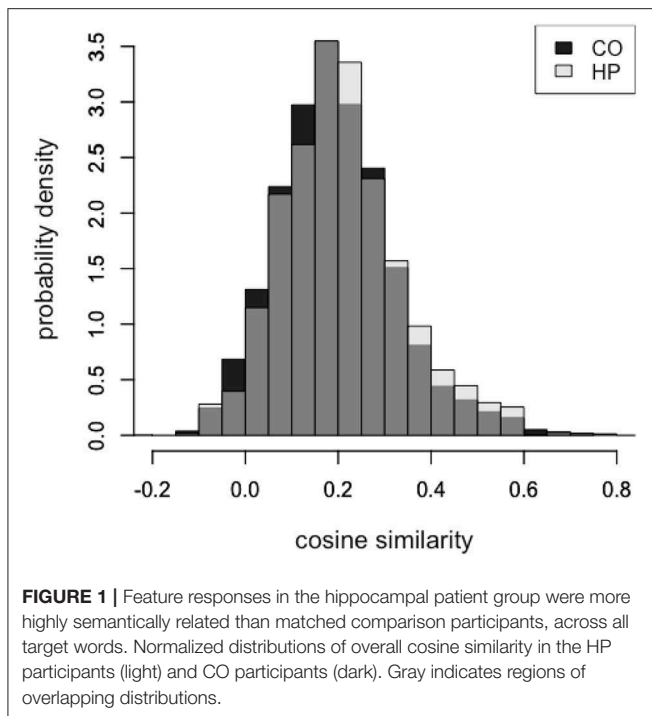 3.5
3.0
2.5
2.0
1.5
1.0
0.5
0.0
probability density
CO
HP
-0.2
0.0
0.2
0.4
0.6
0.8
cosine similarity
FIGURE 1 | Feature responses in the hippocampal patient group were more
highly semantically related than matched comparison participants, across all
target words. Normalized distributions of overall cosine similarity in the HP
participants (light) and CO participants (dark). Gray indicates regions of
overlapping distributions.